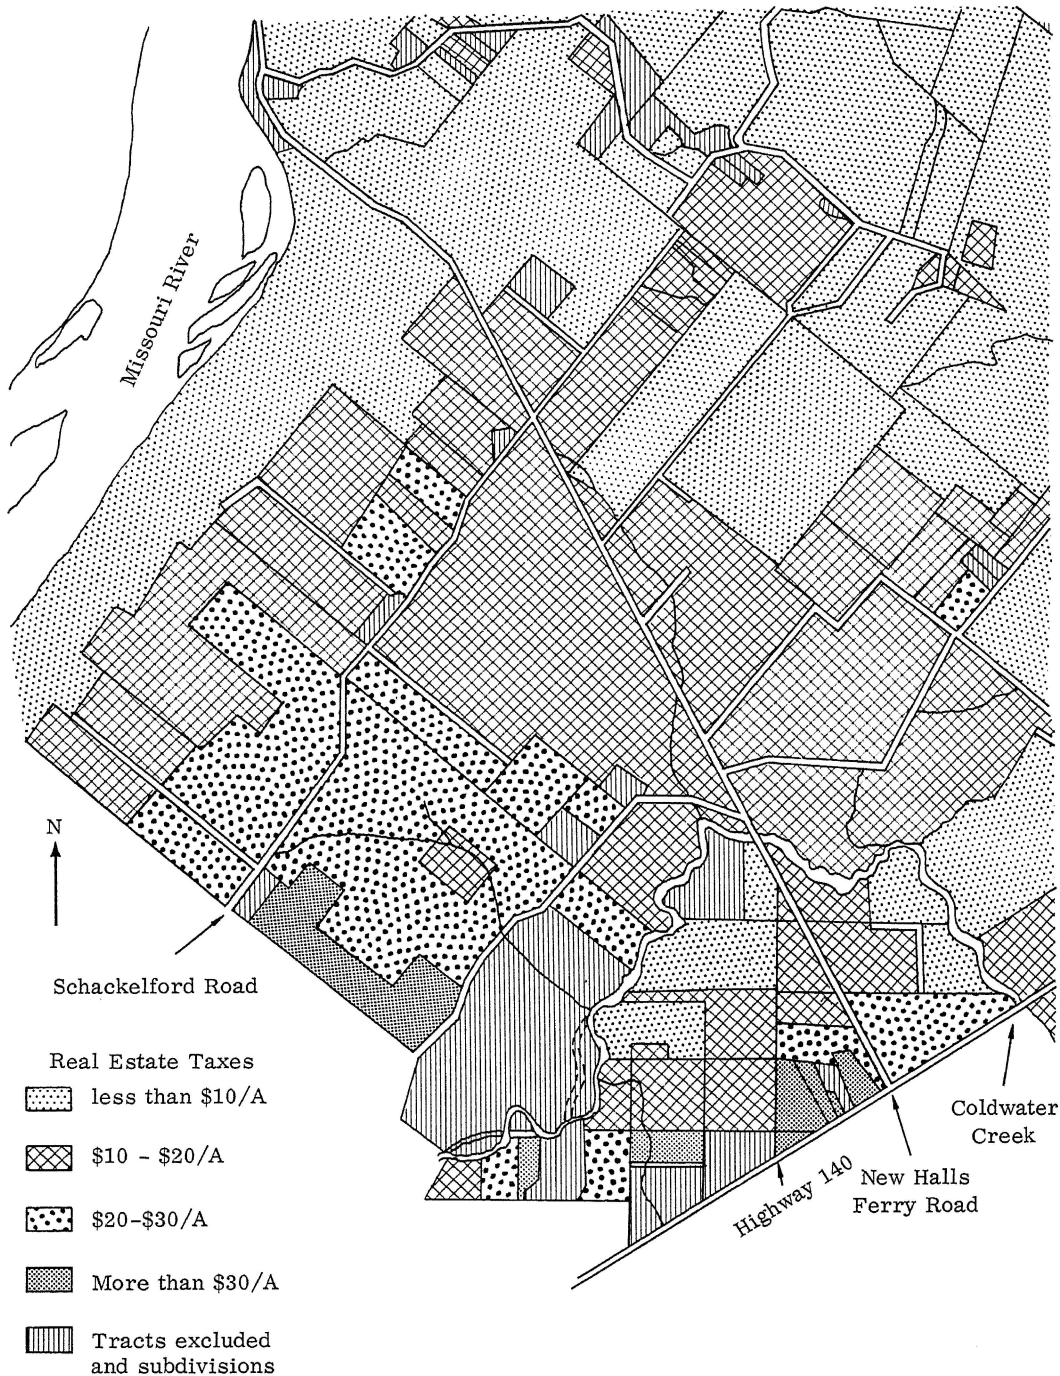 Missouri River
N
Schackelford Road
Real Estate Taxes
less than $10/A
$10 - $20/A
$20-$30/A
More than $30/A
Tracts excluded
and subdivisions
Highway 140
New Halls
Ferry Road
Coldwater
Creek